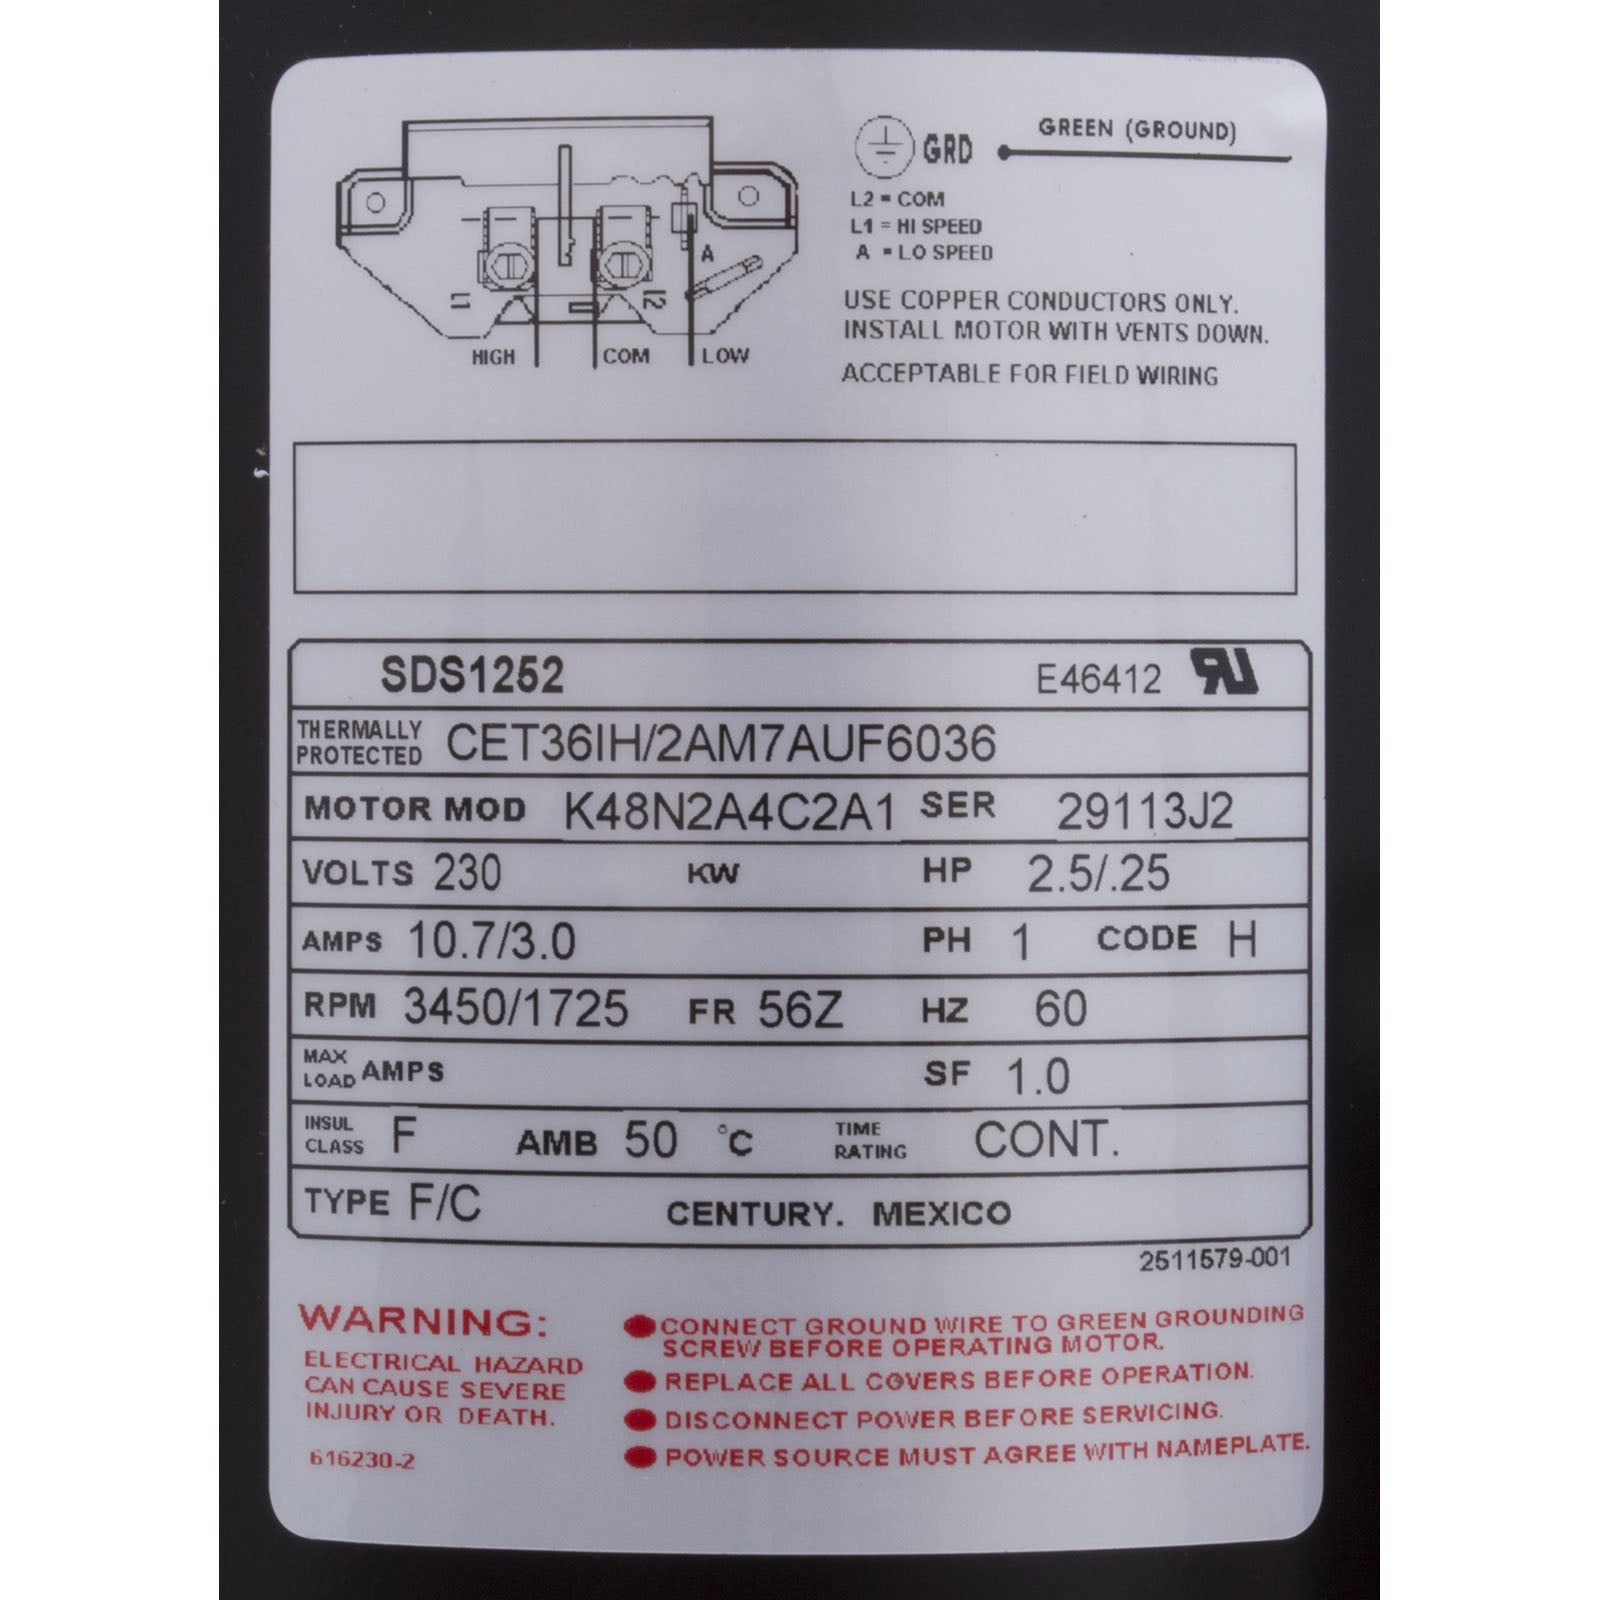 GRD GREEN (GROUND)
L2 = COM
L1 = HI SPEED
A = LO SPEED
USE COPPER CONDUCTORS ONLY.
INSTALL MOTOR WITH VENTS DOWN.
ACCEPTABLE FOR FIELD WIRING
A
L1 L2
HIGH COM LOW
SDS1252 E46412 RU
THERMALLY PROTECTED CET36IH/2AM7AUF6036
MOTOR MOD K48N2A4C2A1 SER 29113J2
VOLTS 230 KW HP 2.5/.25
AMPS 10.7/3.0 PH 1 CODE H
RPM 3450/1725 FR 56Z HZ 60
MAX LOAD AMPS SF 1.0
INSUL CLASS F AMB 50 °C TIME RATING CONT.
TYPE F/C CENTURY. MEXICO
2511579-001
WARNING:
ELECTRICAL HAZARD
CAN CAUSE SEVERE
INJURY OR DEATH.
616230-2
CONNECT GROUND WIRE TO GREEN GROUNDING
SCREW BEFORE OPERATING MOTOR.
REPLACE ALL COVERS BEFORE OPERATION.
DISCONNECT POWER BEFORE SERVICING.
POWER SOURCE MUST AGREE WITH NAMEPLATE.